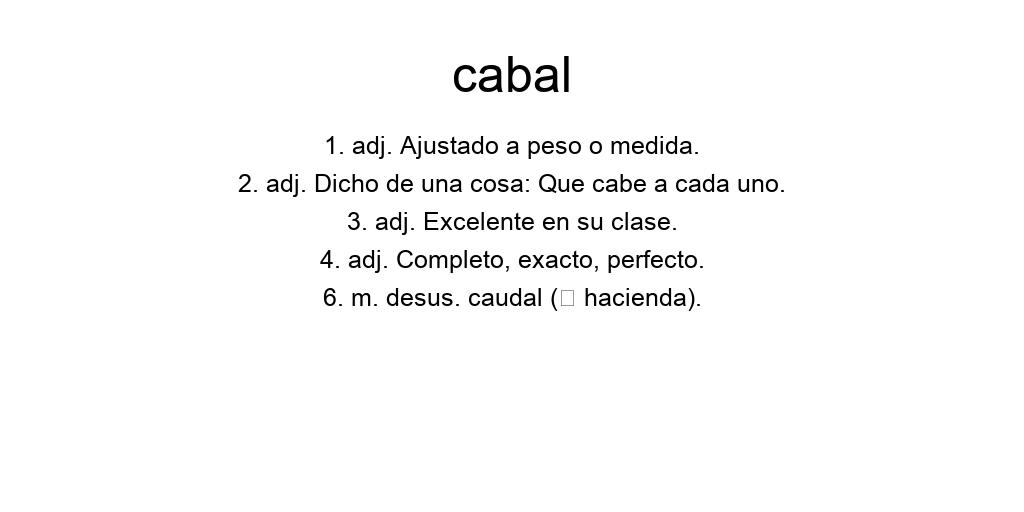 cabal
1. adj. Ajustado a peso o medida.
2. adj. Dicho de una cosa: Que cabe a cada uno.
3. adj. Excelente en su clase.
4. adj. Completo, exacto, perfecto.
6. m. desus. caudal (□ hacienda).